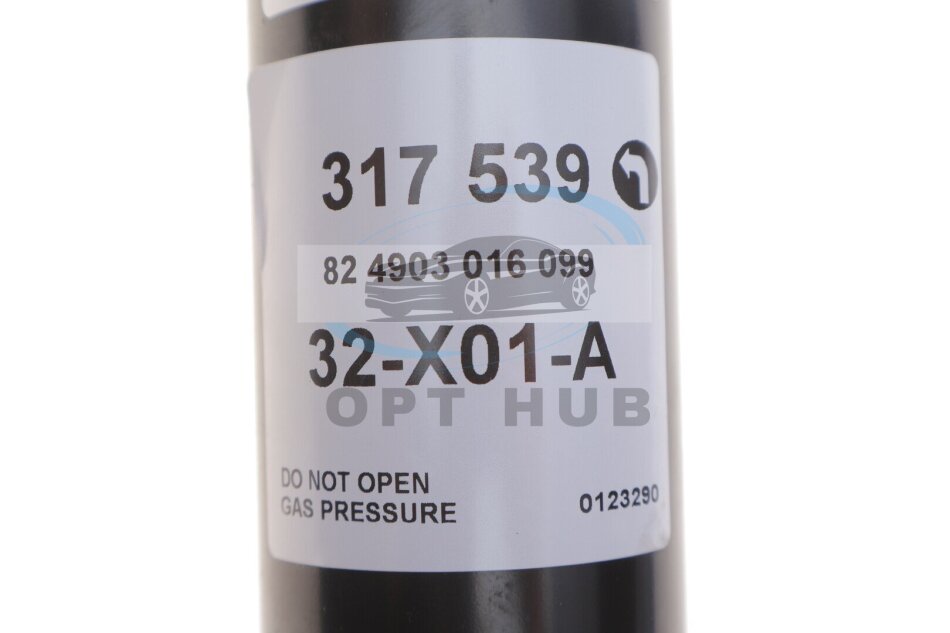 317 539
82 4903 016 099
32-X01-A
OPT HUB
DO NOT OPEN
GAS PRESSURE
0123290